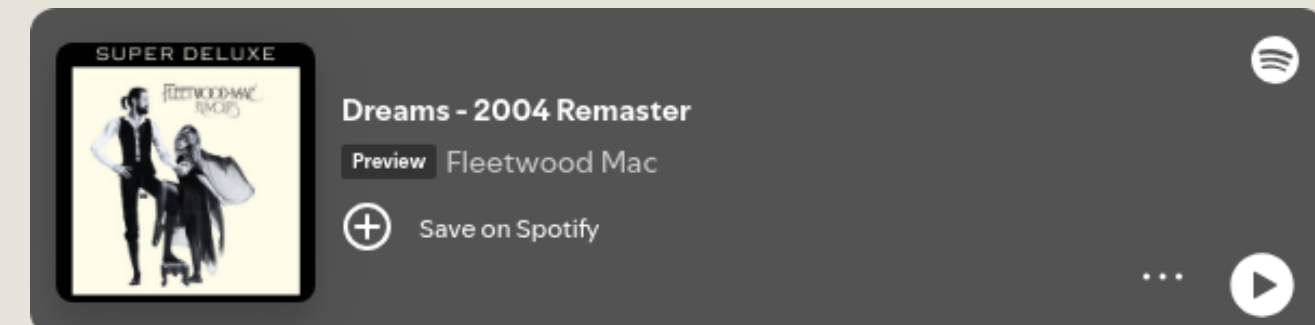 SUPER DELUXE
FLEETWOOD MAC
RUMOURS
Dreams - 2004 Remaster
Preview Fleetwood Mac
Save on Spotify